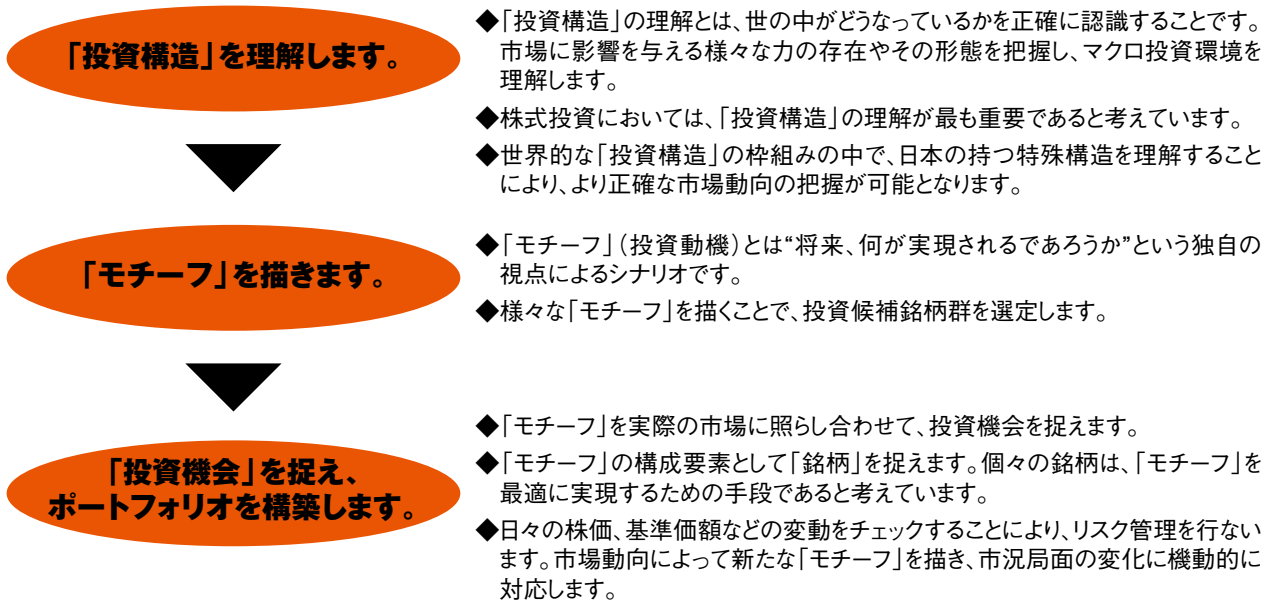 「投資構造」を理解します。
◆「投資構造」の理解とは、世の中がどうなっているかを正確に認識することです。
市場に影響を与える様々な力の存在やその形態を把握し、マクロ投資環境を
理解します。
◆株式投資においては、「投資構造」の理解が最も重要であると考えています。
◆世界的な「投資構造」の枠組みの中で、日本の持つ特殊構造を理解すること
により、より正確な市場動向の把握が可能となります。
「モチーフ」を描きます。
◆「モチーフ」（投資動機）とは“将来、何が実現されるであろうか”という独自の
視点によるシナリオです。
◆様々な「モチーフ」を描くことで、投資候補銘柄群を選定します。
「投資機会」を捉え、
ポートフォリオを構築します。
◆「モチーフ」を実際の市場に照らし合わせて、投資機会を捉えます。
◆「モチーフ」の構成要素として「銘柄」を捉えます。個々の銘柄は、「モチーフ」を
最適に実現するための手段であると考えています。
◆日々の株価、基準価額などの変動をチェックすることにより、リスク管理を行ない
ます。市場動向によって新たな「モチーフ」を描き、市況局面の変化に機動的に
対応します。